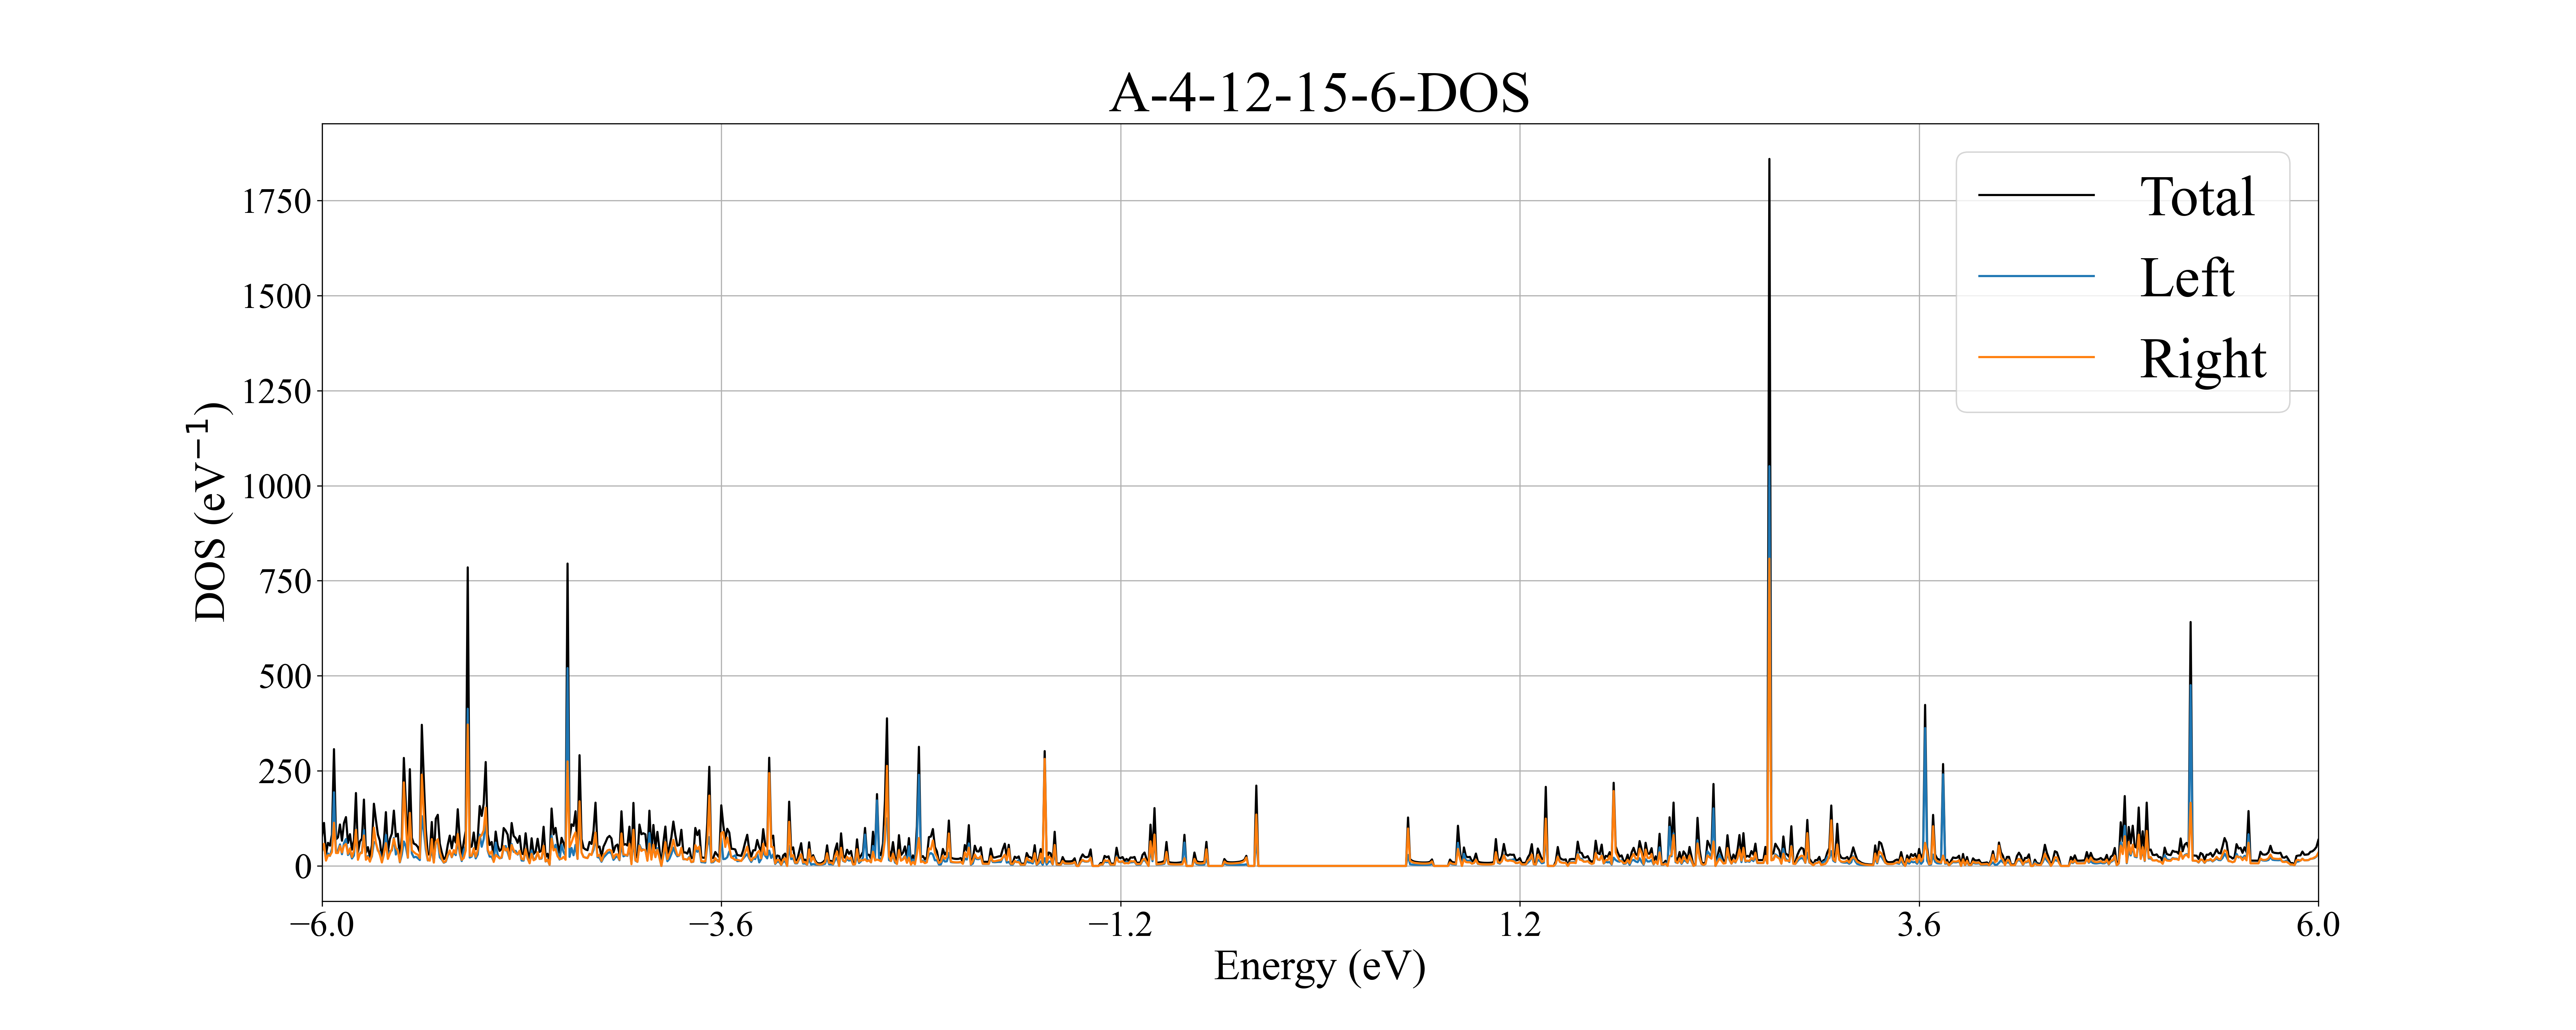 A-4-12-15-6-DOS
1750
1500
1250
1000
750
500
250
0
DOS (eV⁻¹)
Total
Left
Right
−6.0 −3.6 −1.2 1.2 3.6 6.0
Energy (eV)